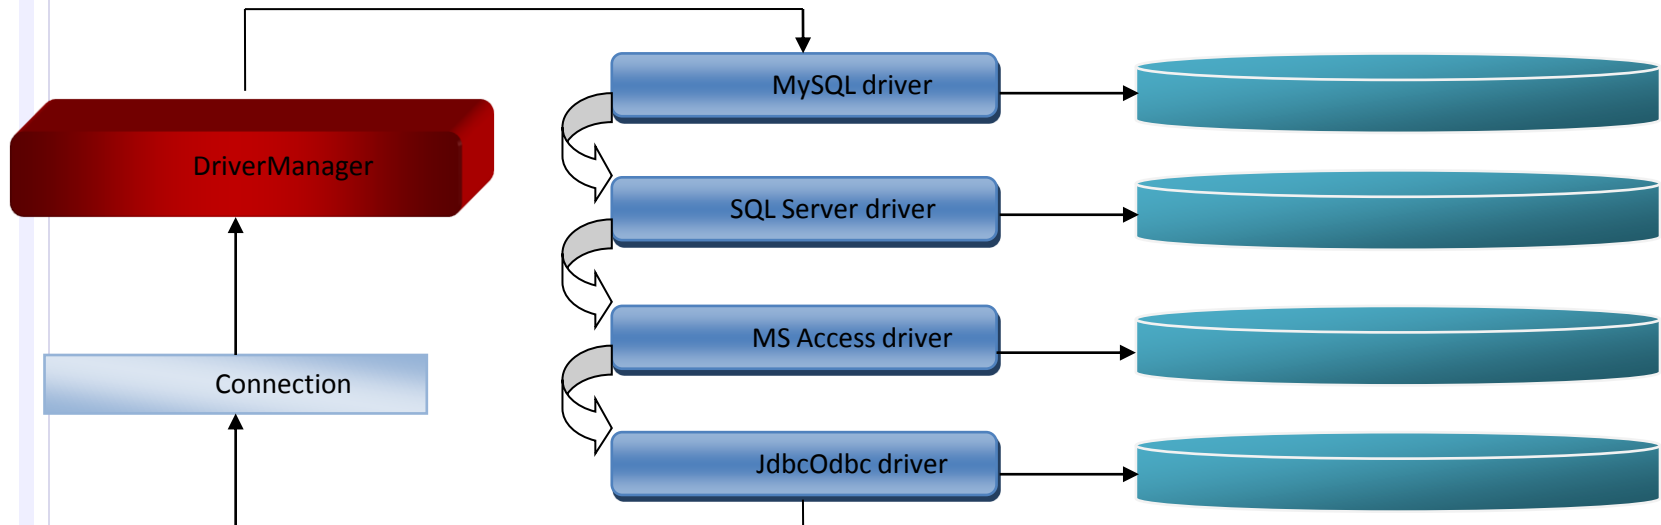 MySQL driver
DriverManager
SQL Server driver
MS Access driver
Connection
JdbcOdbc driver